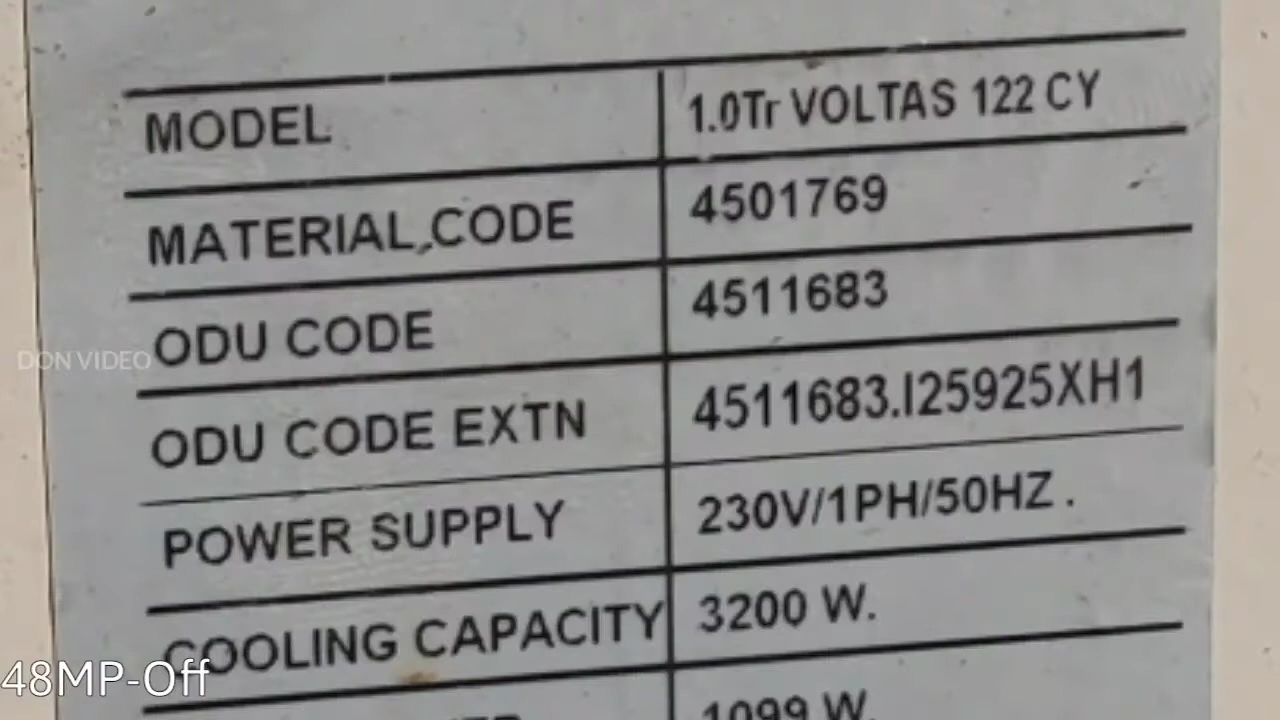 MODEL 1.0Tr VOLTAS 122 CY
MATERIAL CODE 4501769
ODU CODE 4511683
ODU CODE EXTN 4511683.I25925XH1
POWER SUPPLY 230V/1PH/50HZ .
COOLING CAPACITY 3200 W.
1099 W.
DON VIDEO
48MP-Off